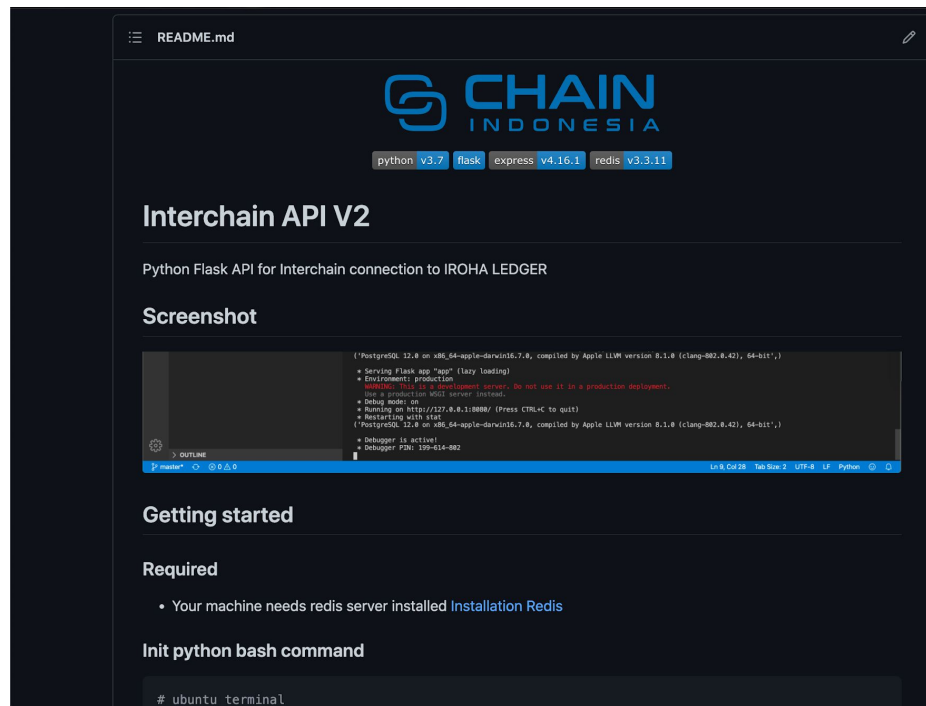 README.md
CHAIN
INDONESIA
python v3.7 flask express v4.16.1 redis v3.3.11
Interchain API V2
Python Flask API for Interchain connection to IROHA LEDGER
Screenshot
('PostgreSQL 12.0 on x86_64-apple-darwin16.7.0, compiled by Apple LLVM version 8.1.0 (clang-802.0.42), 64-bit',)
* Serving Flask app "app" (lazy loading)
* Environment: production
WARNING: This is a development server. Do not use it in a production deployment.
Use a production WSGI server instead.
* Debug mode: on
* Running on http://127.0.0.1:8080/ (Press CTRL+C to quit)
* Restarting with stat
('PostgreSQL 12.0 on x86_64-apple-darwin16.7.0, compiled by Apple LLVM version 8.1.0 (clang-802.0.42), 64-bit',)
* Debugger is active!
* Debugger PIN: 199-614-802
> OUTLINE
master* 0 0 Ln 9, Col 28 Tab Size: 2 UTF-8 LF Python
Getting started
Required
• Your machine needs redis server installed Installation Redis
Init python bash command
# ubuntu terminal